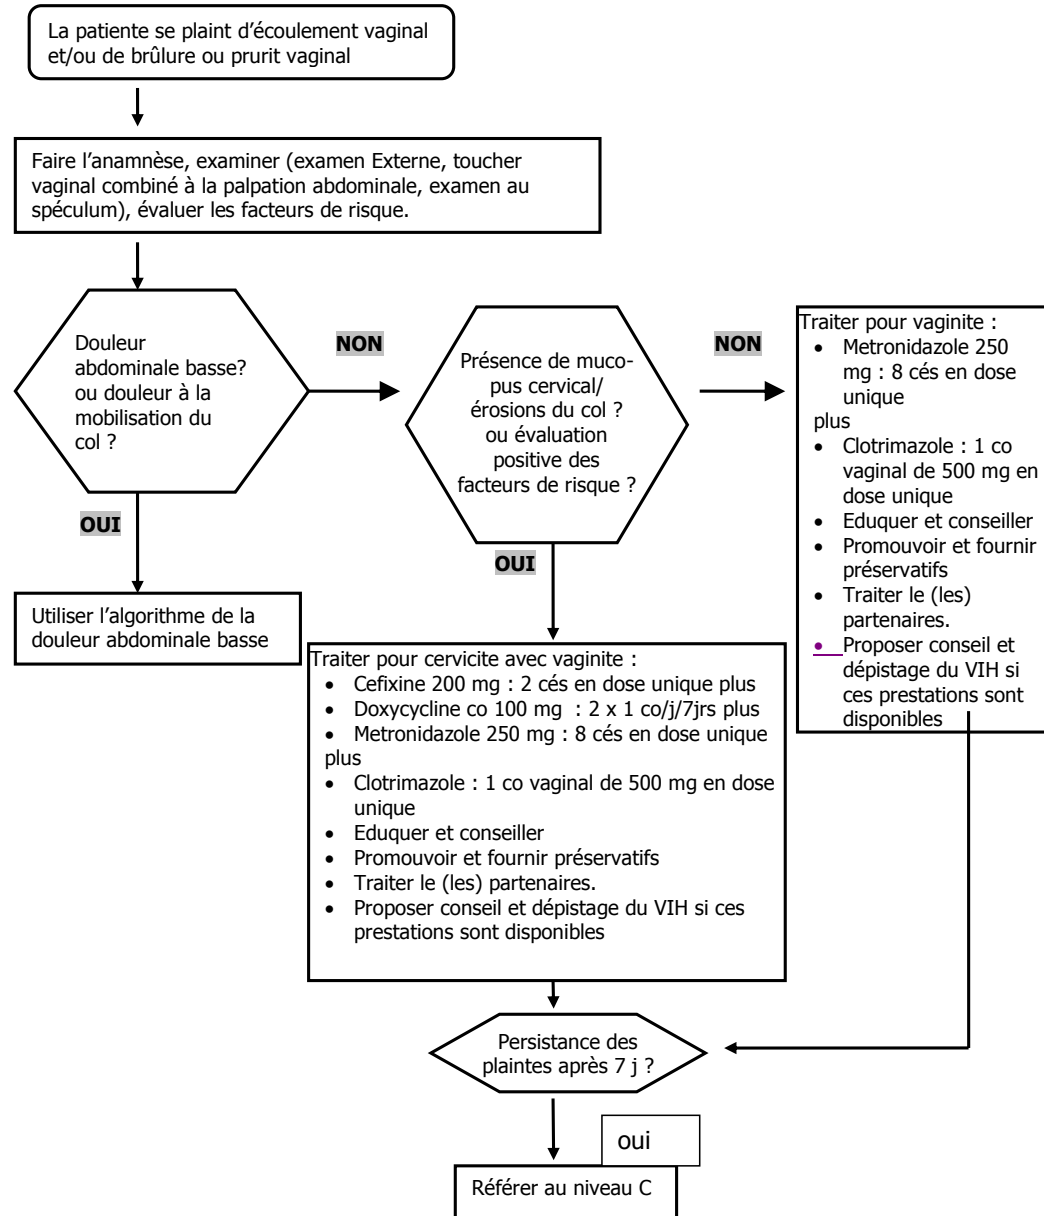 La patiente se plaint d'écoulement vaginal
et/ou de brûlure ou prurit vaginal
Faire l'anamnèse, examiner (examen Externe, toucher
vaginal combiné à la palpation abdominale, examen au
spéculum), évaluer les facteurs de risque.
Douleur
abdominale basse?
ou douleur à la
mobilisation du
col ?
NON
OUI
Utiliser l'algorithme de la
douleur abdominale basse
Présence de muco-
pus cervical/
érosions du col ?
ou évaluation
positive des
facteurs de risque ?
NON
OUI
Traiter pour vaginite :
• Metronidazole 250
mg : 8 cés en dose
unique
plus
• Clotrimazole : 1 co
vaginal de 500 mg en
dose unique
• Eduquer et conseiller
• Promouvoir et fournir
préservatifs
• Traiter le (les)
partenaires.
• Proposer conseil et
dépistage du VIH si
ces prestations sont
disponibles
Traiter pour cervicite avec vaginite :
• Cefixine 200 mg : 2 cés en dose unique plus
• Doxycycline co 100 mg  : 2 x 1 co/j/7jrs plus
• Metronidazole 250 mg : 8 cés en dose unique
plus
• Clotrimazole : 1 co vaginal de 500 mg en dose
unique
• Eduquer et conseiller
• Promouvoir et fournir préservatifs
• Traiter le (les) partenaires.
• Proposer conseil et dépistage du VIH si ces
prestations sont disponibles
Persistance des
plaintes après 7 j ?
oui
Référer au niveau C